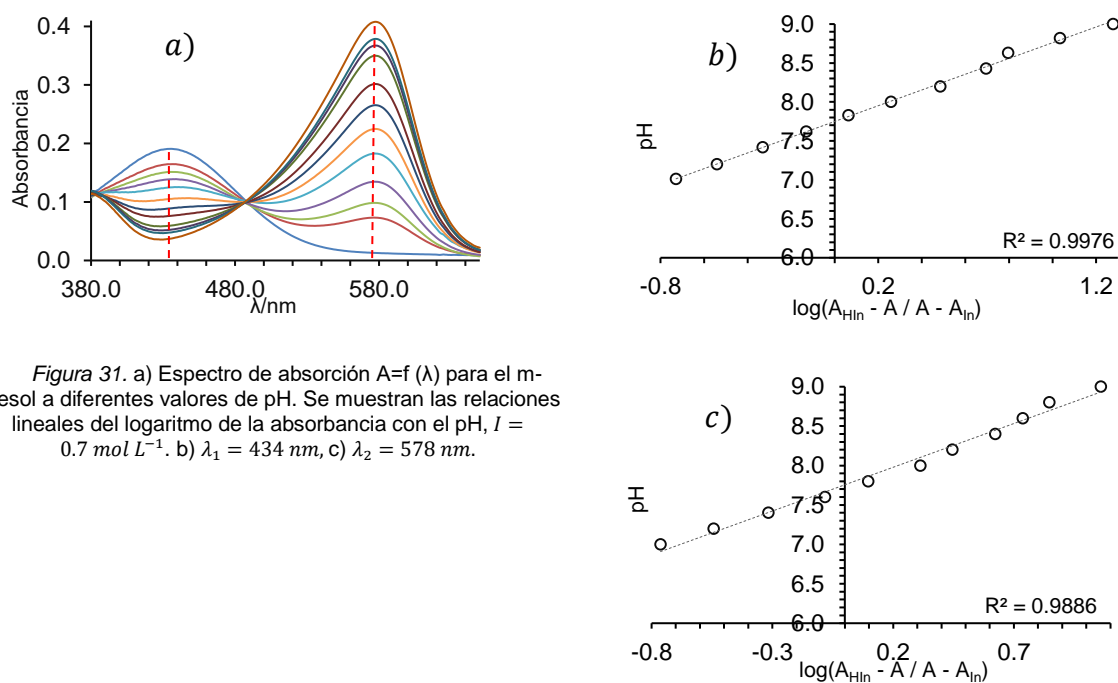 a)
0.4
0.3
0.2
0.1
0.0
Absorbancia
380.0
480.0
580.0
λ/nm
b)
9.0
8.5
8.0
7.5
7.0
6.5
6.0
pH
R² = 0.9976
-0.8
0.2
1.2
log(A_HIn - A / A - A_In)
Figura 31. a) Espectro de absorción A=f (λ) para el m-
esol a diferentes valores de pH. Se muestran las relaciones
lineales del logaritmo de la absorbancia con el pH, I =
0.7 mol L⁻¹. b) λ₁ = 434 nm, c) λ₂ = 578 nm.
c)
9.0
8.5
8.0
7.5
7.0
6.5
6.0
pH
R² = 0.9886
-0.8
-0.3
0.2
0.7
log(A_HIn - A / A - A_In)